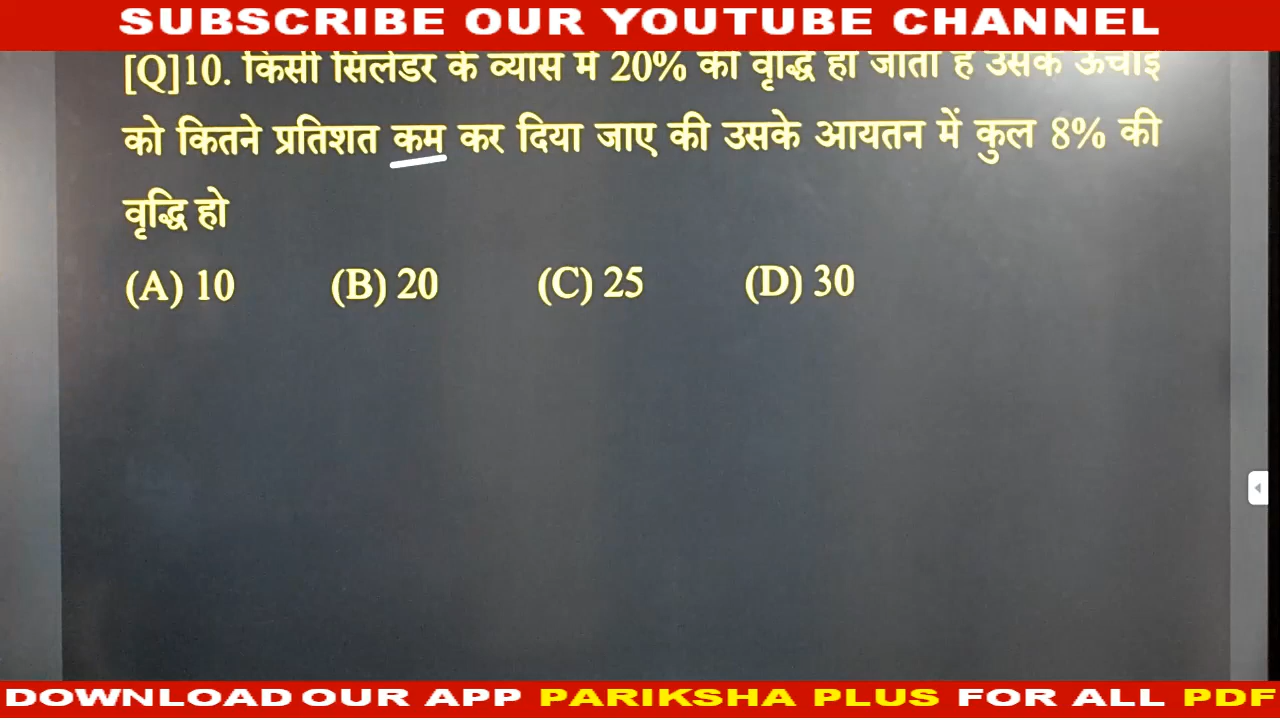 SUBSCRIBE OUR YOUTUBE CHANNEL
[Q]10. किसी सिलेंडर के व्यास में 20% की वृद्धि हो जाती है उसके ऊंचाई
को कितने प्रतिशत कम कर दिया जाए की उसके आयतन में कुल 8% की
वृद्धि हो
(A) 10 (B) 20 (C) 25 (D) 30
DOWNLOAD OUR APP PARIKSHA PLUS FOR ALL PDF